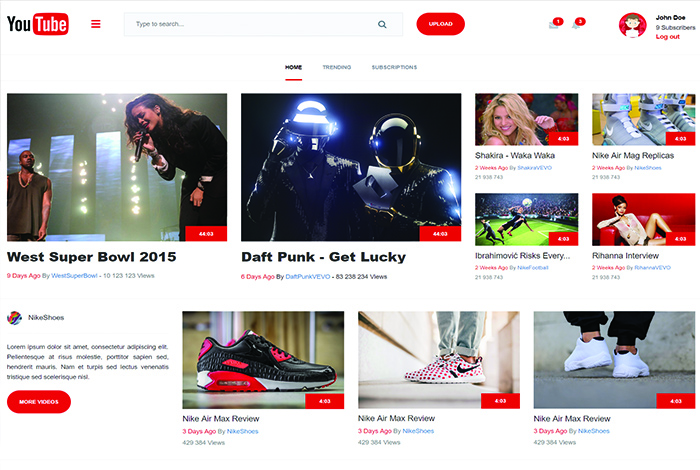 YouTube
Type to search...
UPLOAD
1
3
John Doe
9 Subscribers
Log out
HOME
TRENDING
SUBSCRIPTIONS
44:03
West Super Bowl 2015
9 Days Ago By WestSuperBowl - 10 123 123 Views
44:03
Daft Punk - Get Lucky
6 Days Ago By DaftPunkVEVO - 83 238 234 Views
4:03
Shakira - Waka Waka
2 Weeks Ago By ShakiraVEVO
21 938 743
4:03
Nike Air Mag Replicas
2 Weeks Ago By NikeShoes
21 938 743
4:03
Ibrahimović Risks Every...
2 Weeks Ago By NikeFootball
21 938 743
4:03
Rihanna Interview
2 Weeks Ago By RihannaVEVO
21 938 743
NikeShoes
Lorem ipsum dolor sit amet, consectetur adipiscing elit.
Pellentesque at risus molestie, porttitor sapien sed,
hendrerit mauris. Nam et turpis sed lectus venenatis
tristique sed scelerisque nisl.
MORE VIDEOS
4:03
Nike Air Max Review
3 Days Ago By NikeShoes
429 384 Views
4:03
Nike Air Max Review
3 Days Ago By NikeShoes
429 384 Views
4:03
Nike Air Max Review
3 Days Ago By NikeShoes
429 384 Views